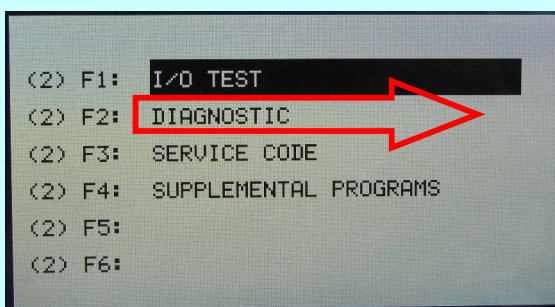 (2) F1: I/O TEST
(2) F2: DIAGNOSTIC
(2) F3: SERVICE CODE
(2) F4: SUPPLEMENTAL PROGRAMS
(2) F5:
(2) F6: